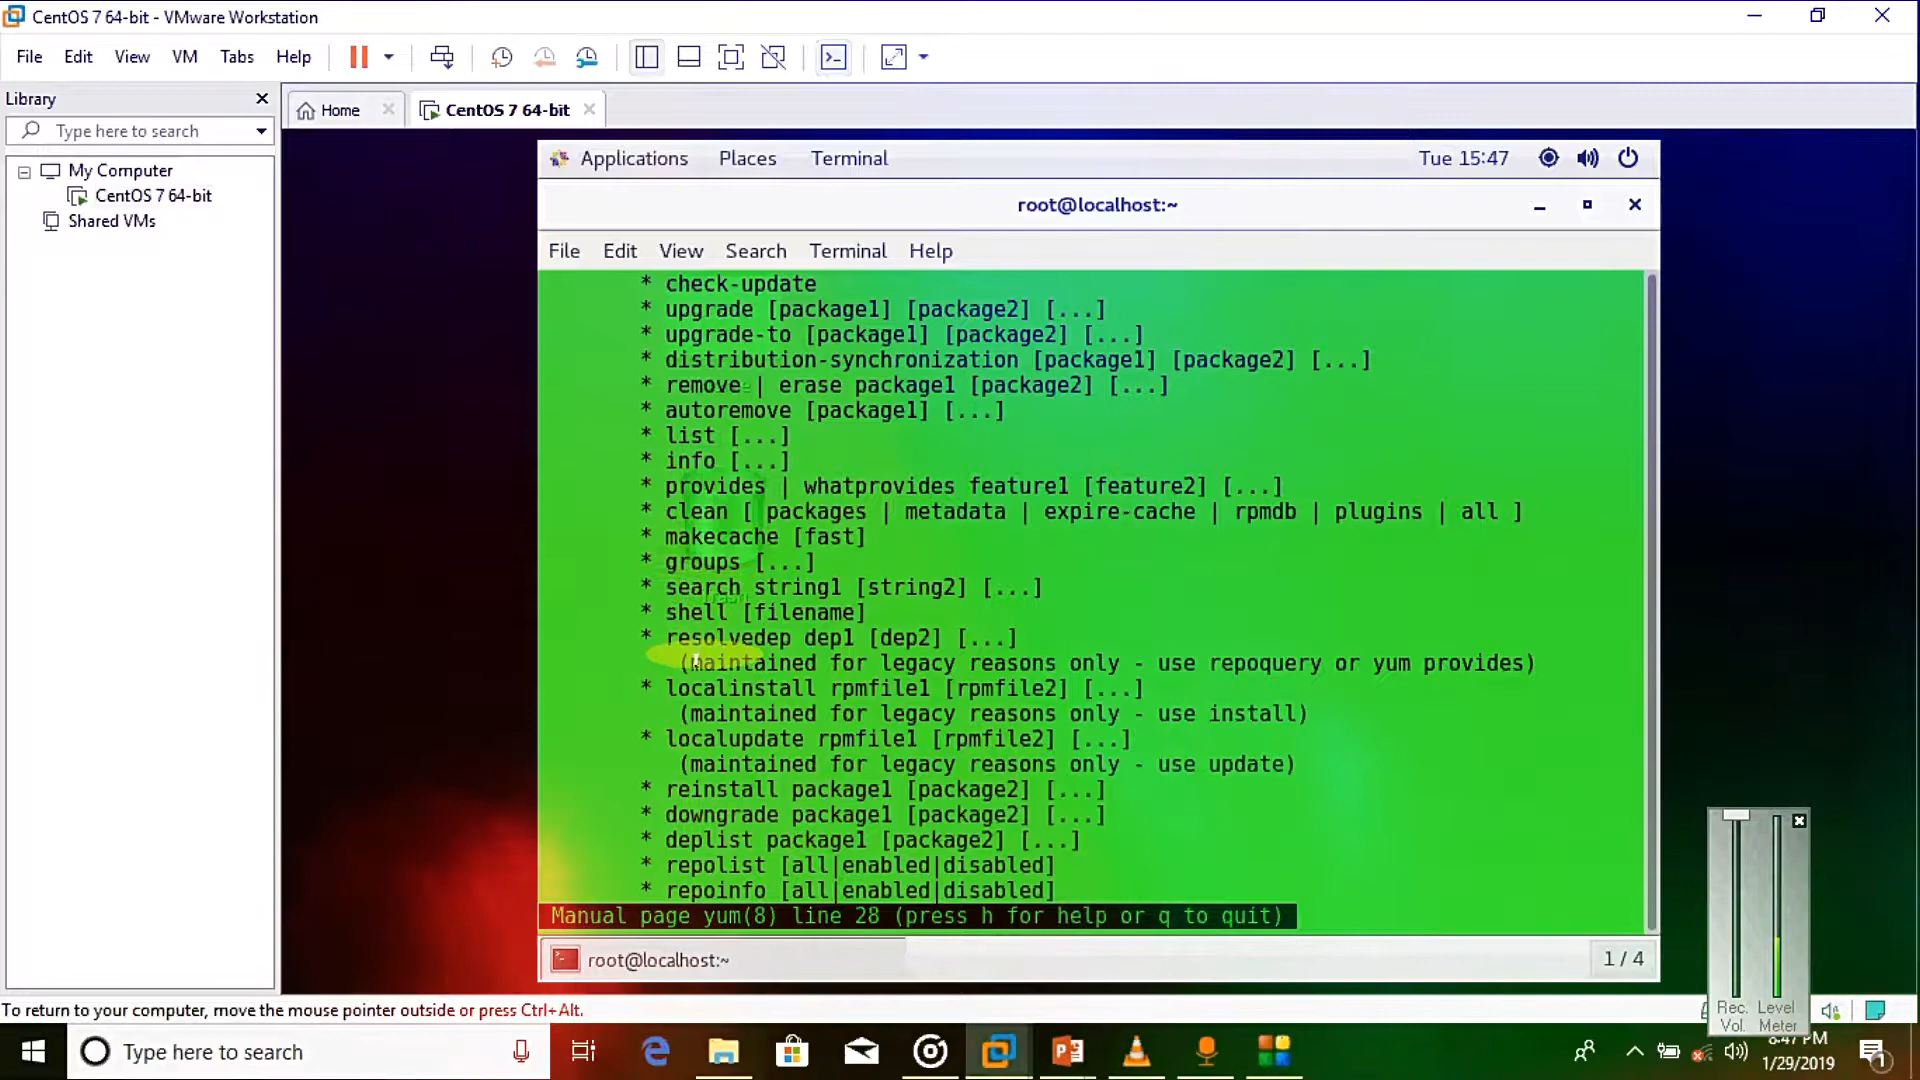 CentOS 7 64-bit - VMware Workstation
File Edit View VM Tabs Help
Library
Home
CentOS 7 64-bit
Type here to search
My Computer
CentOS 7 64-bit
Shared VMs
Applications Places Terminal Tue 15:47
root@localhost:~
File Edit View Search Terminal Help
* check-update
* upgrade [package1] [package2] [...]
* upgrade-to [package1] [package2] [...]
* distribution-synchronization [package1] [package2] [...]
* remove | erase package1 [package2] [...]
* autoremove [package1] [...]
* list [...]
* info [...]
* provides | whatprovides feature1 [feature2] [...]
* clean [ packages | metadata | expire-cache | rpmdb | plugins | all ]
* makecache [fast]
* groups [...]
* search string1 [string2] [...]
* shell [filename]
* resolvedep dep1 [dep2] [...]
(maintained for legacy reasons only - use repoquery or yum provides)
* localinstall rpmfile1 [rpmfile2] [...]
(maintained for legacy reasons only - use install)
* localupdate rpmfile1 [rpmfile2] [...]
(maintained for legacy reasons only - use update)
* reinstall package1 [package2] [...]
* downgrade package1 [package2] [...]
* deplist package1 [package2] [...]
* repolist [all|enabled|disabled]
* repoinfo [all|enabled|disabled]
Manual page yum(8) line 28 (press h for help or q to quit)
root@localhost:~
1 / 4
To return to your computer, move the mouse pointer outside or press Ctrl+Alt.
Rec. Level
Vol. Meter
Type here to search
PM
1/29/2019
1